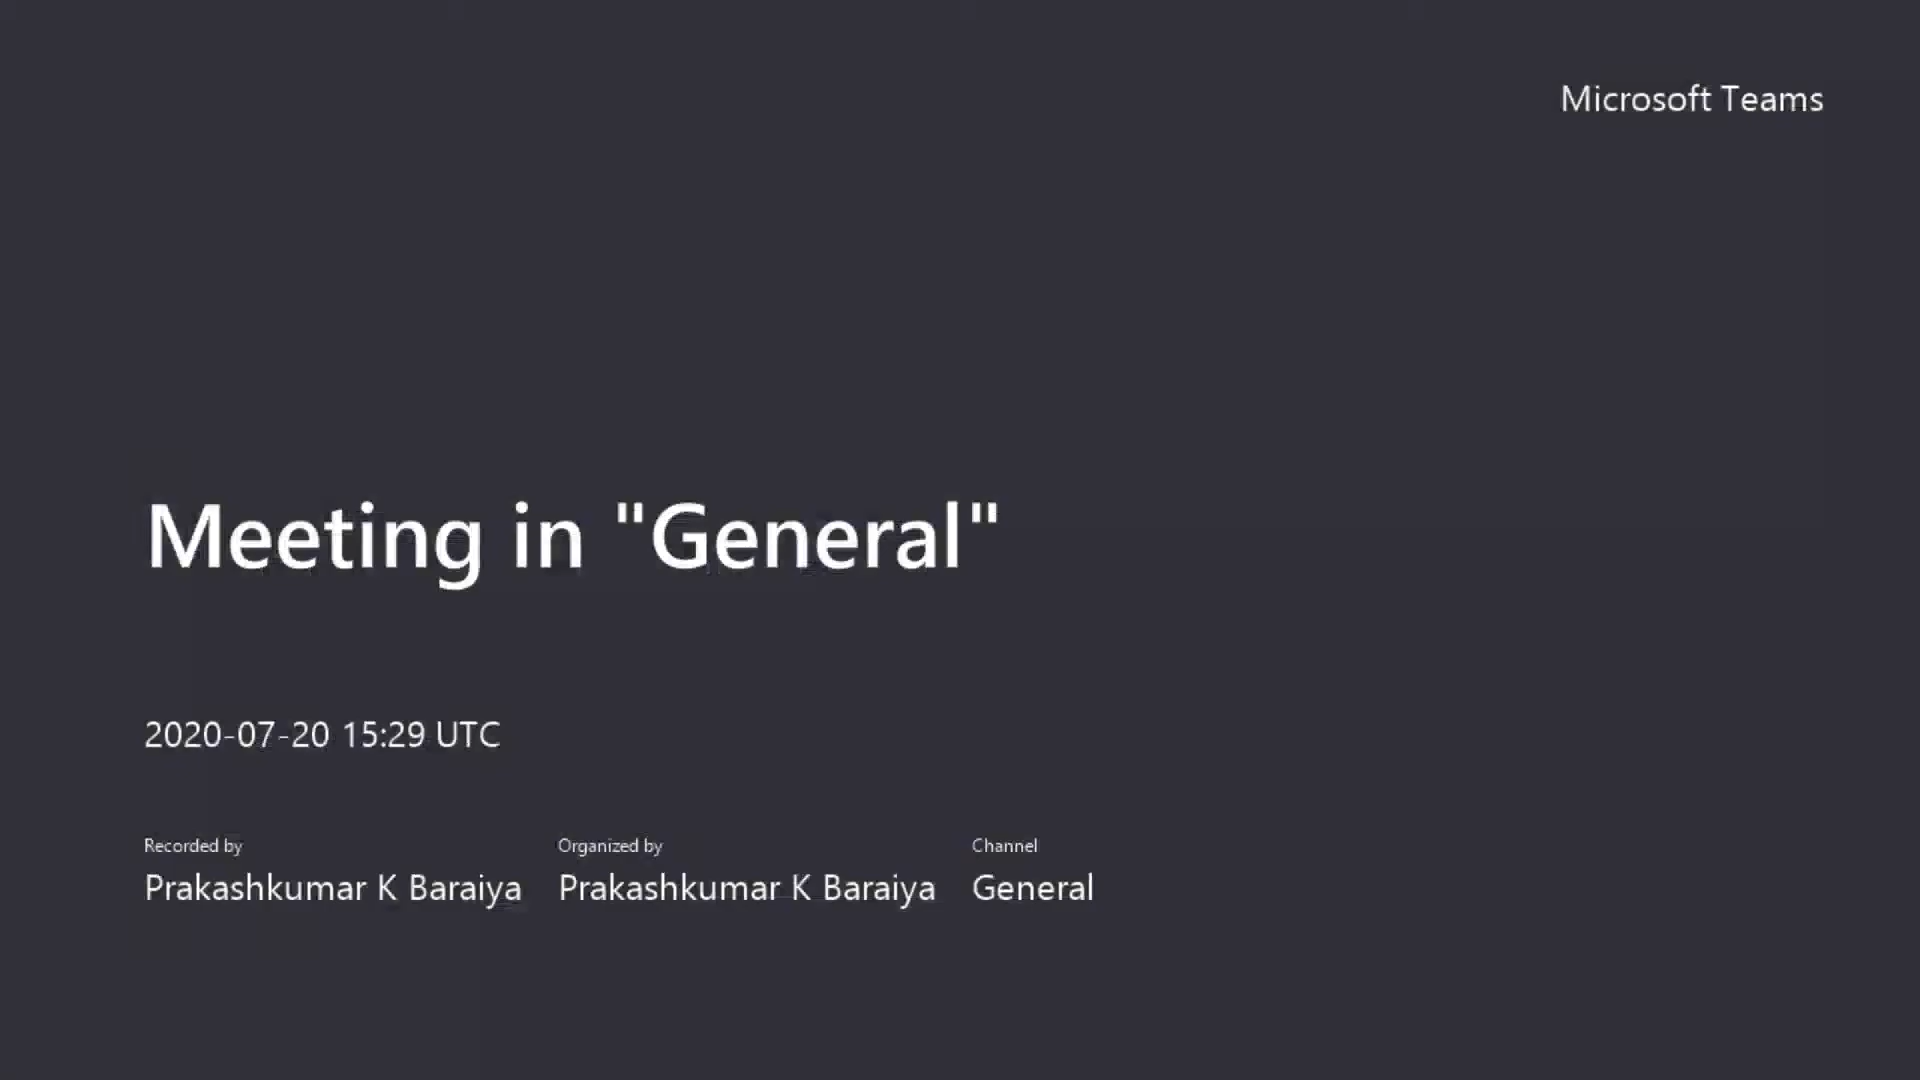 Microsoft Teams
Meeting in "General"
2020-07-20 15:29 UTC
Recorded by
Prakashkumar K Baraiya
Organized by
Prakashkumar K Baraiya
Channel
General